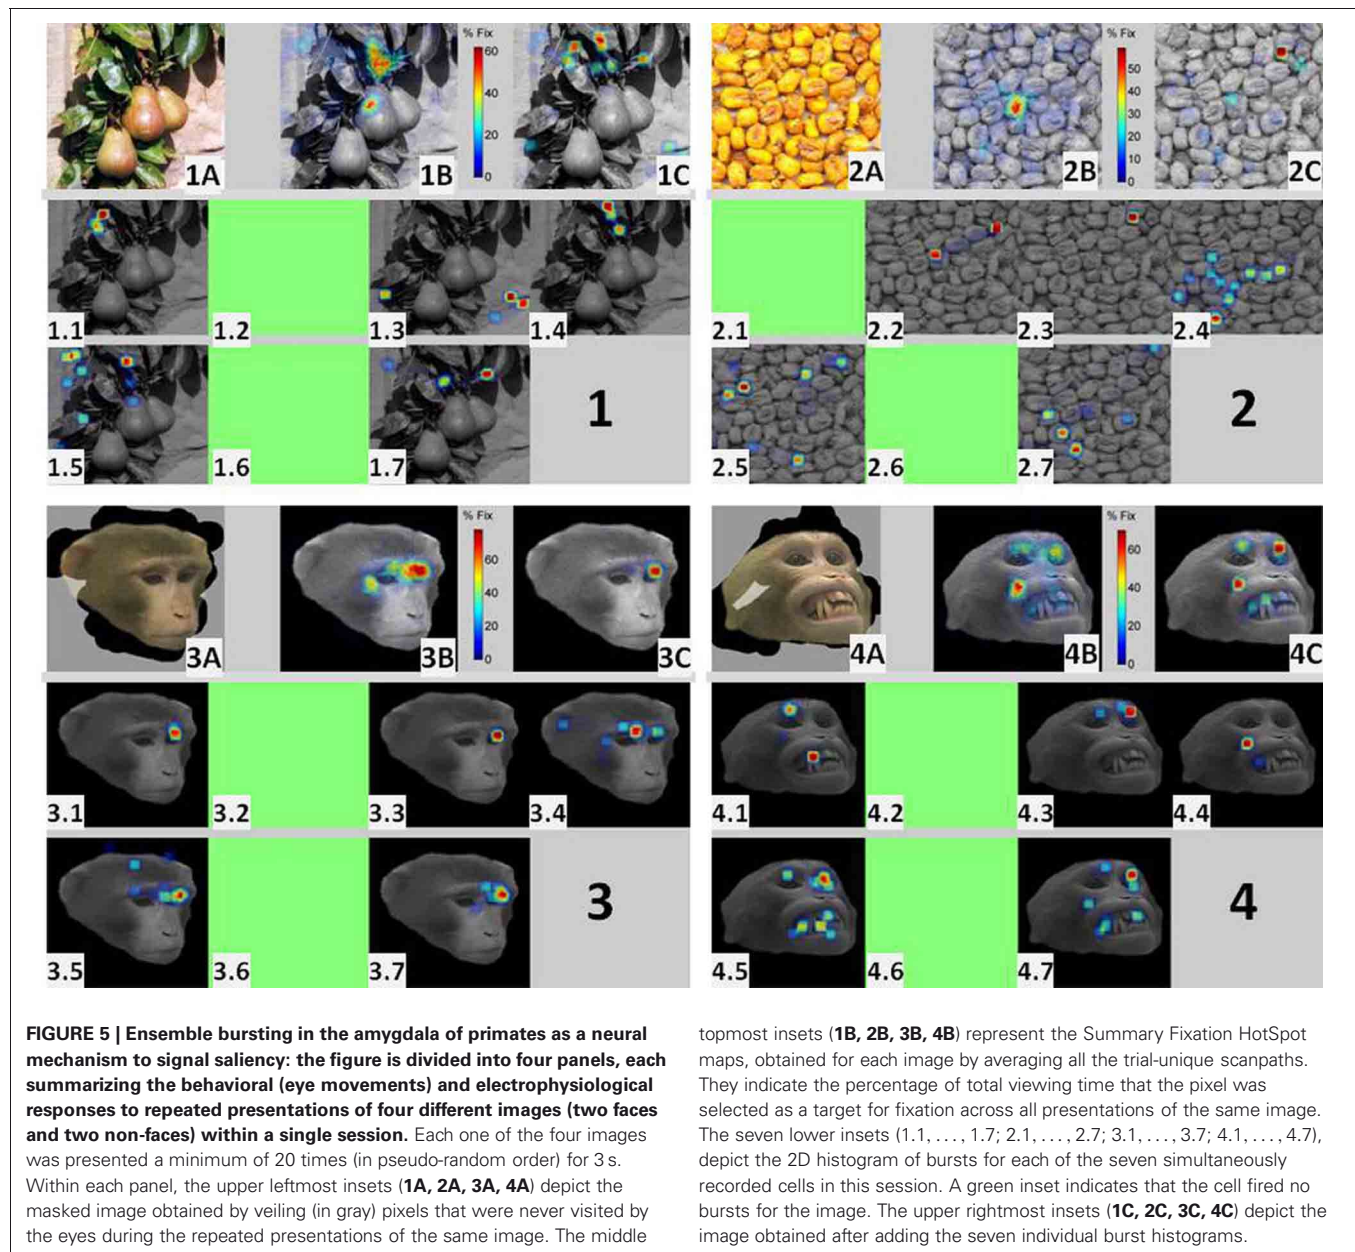 % Fix
60
40
20
0
1A
1B
1C
1.1
1.2
1.3
1.4
1.5
1.6
1.7
1
% Fix
50
40
30
20
10
0
2A
2B
2C
2.1
2.2
2.3
2.4
2.5
2.6
2.7
2
% Fix
60
40
20
0
3A
3B
3C
3.1
3.2
3.3
3.4
3.5
3.6
3.7
3
% Fix
60
40
20
0
4A
4B
4C
4.1
4.2
4.3
4.4
4.5
4.6
4.7
4
FIGURE 5 | Ensemble bursting in the amygdala of primates as a neural
mechanism to signal saliency: the figure is divided into four panels, each
summarizing the behavioral (eye movements) and electrophysiological
responses to repeated presentations of four different images (two faces
and two non-faces) within a single session. Each one of the four images
was presented a minimum of 20 times (in pseudo-random order) for 3 s.
Within each panel, the upper leftmost insets (1A, 2A, 3A, 4A) depict the
masked image obtained by veiling (in gray) pixels that were never visited by
the eyes during the repeated presentations of the same image. The middle
topmost insets (1B, 2B, 3B, 4B) represent the Summary Fixation HotSpot
maps, obtained for each image by averaging all the trial-unique scanpaths.
They indicate the percentage of total viewing time that the pixel was
selected as a target for fixation across all presentations of the same image.
The seven lower insets (1.1, . . . , 1.7; 2.1, . . . , 2.7; 3.1, . . . , 3.7; 4.1, . . . , 4.7),
depict the 2D histogram of bursts for each of the seven simultaneously
recorded cells in this session. A green inset indicates that the cell fired no
bursts for the image. The upper rightmost insets (1C, 2C, 3C, 4C) depict the
image obtained after adding the seven individual burst histograms.